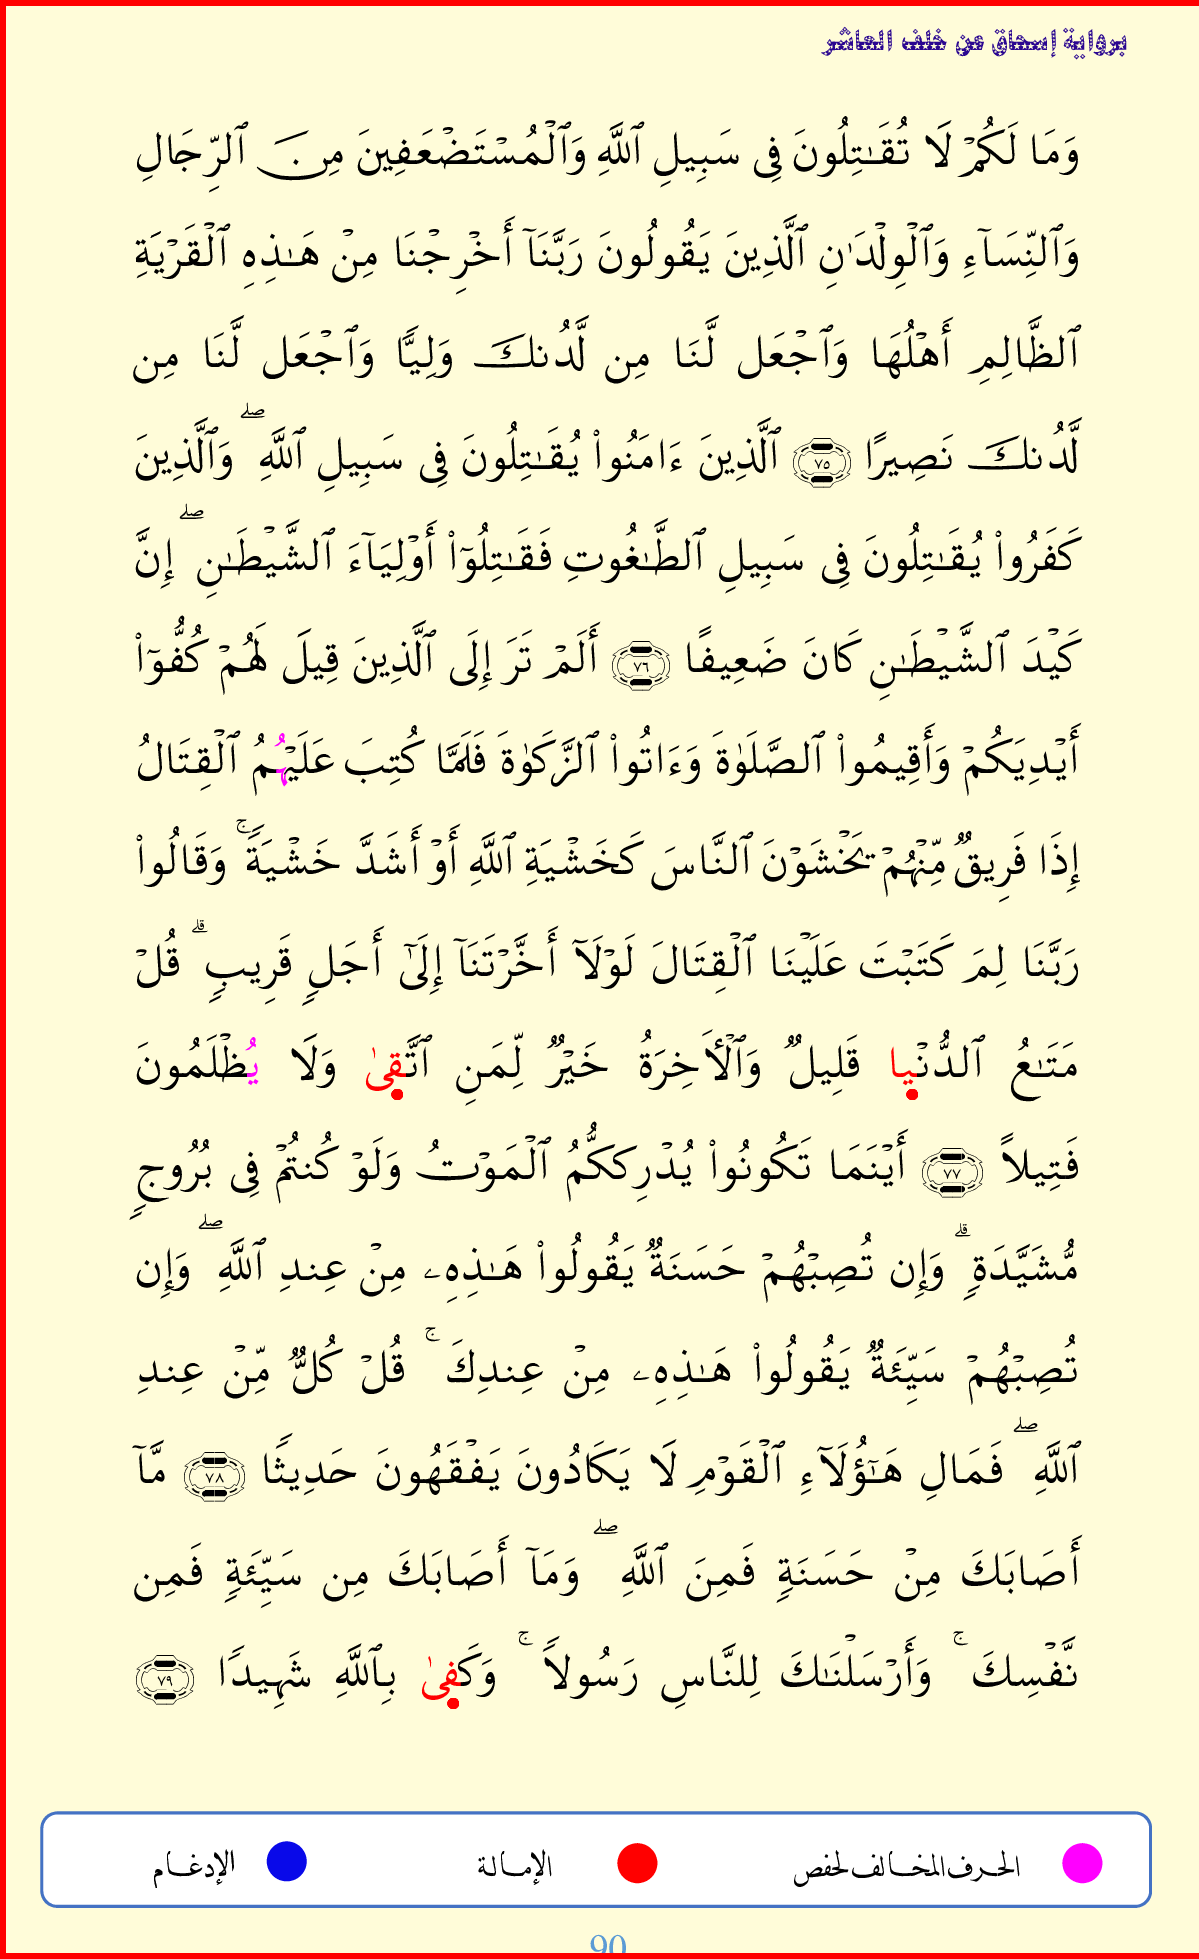 برواية إسحاق عن خلف العاشر
وَمَا لَكُمْ لَا تُقَـٰتِلُونَ فِى سَبِيلِ ٱللَّهِ وَٱلْمُسْتَضْعَفِينَ مِنَ ٱلرِّجَالِ
وَٱلنِّسَآءِ وَٱلْوِلْدَٰنِ ٱلَّذِينَ يَقُولُونَ رَبَّنَآ أَخْرِجْنَا مِنْ هَـٰذِهِ ٱلْقَرْيَةِ
ٱلظَّالِمِ أَهْلُهَا وَٱجْعَل لَّنَا مِن لَّدُنكَ وَلِيًّا وَٱجْعَل لَّنَا مِن
لَّدُنكَ نَصِيرًا ٧٥ ٱلَّذِينَ ءَامَنُوا۟ يُقَـٰتِلُونَ فِى سَبِيلِ ٱللَّهِ ۖ وَٱلَّذِينَ
كَفَرُوا۟ يُقَـٰتِلُونَ فِى سَبِيلِ ٱلطَّـٰغُوتِ فَقَـٰتِلُوٓا۟ أَوْلِيَآءَ ٱلشَّيْطَـٰنِ ۖ إِنَّ
كَيْدَ ٱلشَّيْطَـٰنِ كَانَ ضَعِيفًا ٧٦ أَلَمْ تَرَ إِلَى ٱلَّذِينَ قِيلَ لَهُمْ كُفُّوٓا۟
أَيْدِيَكُمْ وَأَقِيمُوا۟ ٱلصَّلَوٰةَ وَءَاتُوا۟ ٱلزَّكَوٰةَ فَلَمَّا كُتِبَ عَلَيْهُمُ ٱلْقِتَالُ
إِذَا فَرِيقٌ مِّنْهُمْ يَخْشَوْنَ ٱلنَّاسَ كَخَشْيَةِ ٱللَّهِ أَوْ أَشَدَّ خَشْيَةً ۚ وَقَالُوا۟
رَبَّنَا لِمَ كَتَبْتَ عَلَيْنَا ٱلْقِتَالَ لَوْلَآ أَخَّرْتَنَآ إِلَىٰٓ أَجَلٍ قَرِيبٍ ۗ قُلْ
مَتَـٰعُ ٱلدُّنْيا قَلِيلٌ وَٱلْأَخِرَةُ خَيْرٌ لِّمَنِ ٱتَّقِىٰ وَلَا يُظْلَمُونَ
فَتِيلاً ٧٧ أَيْنَمَا تَكُونُوا۟ يُدْرِككُّمُ ٱلْمَوْتُ وَلَوْ كُنتُمْ فِى بُرُوجٍ
مُّشَيَّدَةٍ ۗ وَإِن تُصِبْهُمْ حَسَنَةٌ يَقُولُوا۟ هَـٰذِهِۦ مِنْ عِندِ ٱللَّهِ ۖ وَإِن
تُصِبْهُمْ سَيِّئَةٌ يَقُولُوا۟ هَـٰذِهِۦ مِنْ عِندِكَ ۚ قُلْ كُلٌّ مِّنْ عِندِ
ٱللَّهِ ۖ فَمَالِ هَـٰٓؤُلَآءِ ٱلْقَوْمِ لَا يَكَادُونَ يَفْقَهُونَ حَدِيثًا ٧٨ مَّآ
أَصَابَكَ مِنْ حَسَنَةٍ فَمِنَ ٱللَّهِ ۖ وَمَآ أَصَابَكَ مِن سَيِّئَةٍ فَمِن
نَّفْسِكَ ۚ وَأَرْسَلْنَـٰكَ لِلنَّاسِ رَسُولاً ۚ وَكَفِىٰ بِٱللَّهِ شَهِيدًا ٧٩
الحرف المخالف لحفص الإمالة الإدغام
90